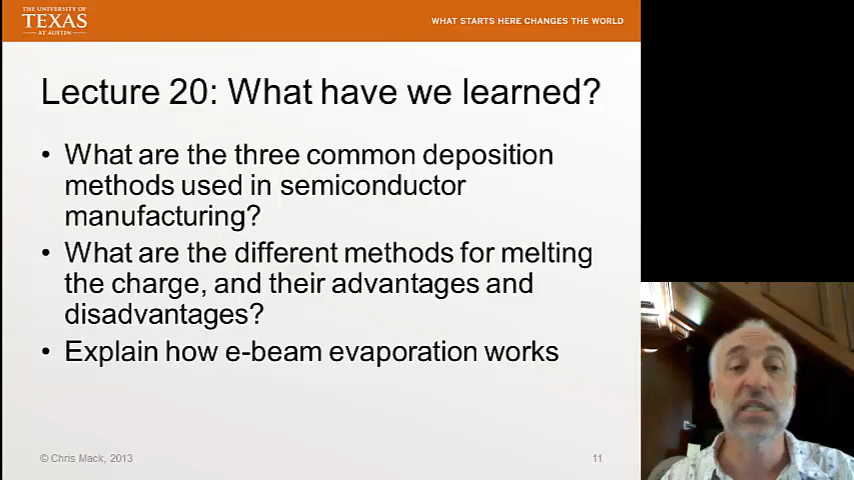 THE UNIVERSITY OF
TEXAS
AT AUSTIN
WHAT STARTS HERE CHANGES THE WORLD
Lecture 20: What have we learned?
• What are the three common deposition
methods used in semiconductor
manufacturing?
• What are the different methods for melting
the charge, and their advantages and
disadvantages?
• Explain how e-beam evaporation works
© Chris Mack, 2013
11